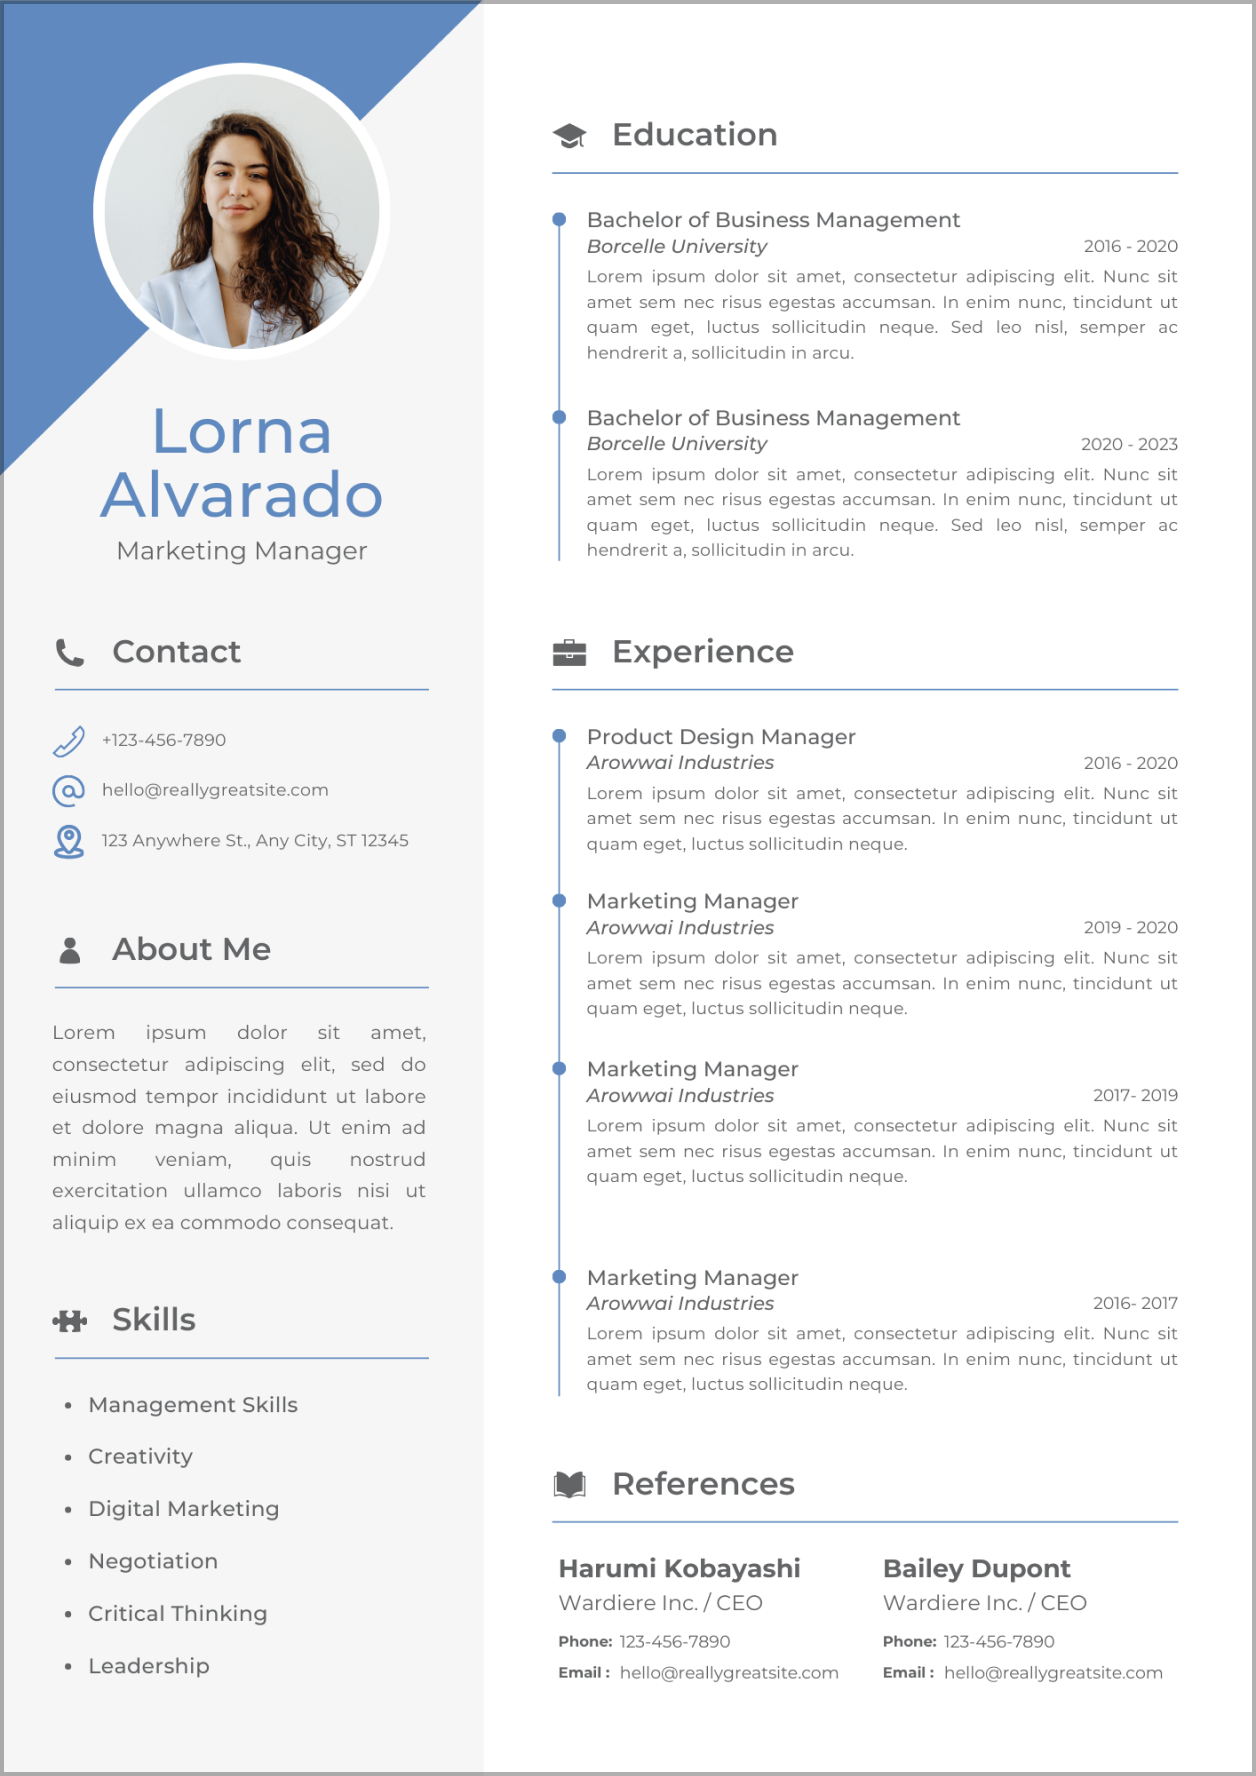 Lorna
Alvarado
Marketing Manager
Contact
+123-456-7890
hello@reallygreatsite.com
123 Anywhere St., Any City, ST 12345
About Me
Lorem ipsum dolor sit amet,
consectetur adipiscing elit, sed do
eiusmod tempor incididunt ut labore
et dolore magna aliqua. Ut enim ad
minim veniam, quis nostrud
exercitation ullamco laboris nisi ut
aliquip ex ea commodo consequat.
Skills
• Management Skills
• Creativity
• Digital Marketing
• Negotiation
• Critical Thinking
• Leadership
Education
Bachelor of Business Management
Borcelle University 2016 - 2020
Lorem ipsum dolor sit amet, consectetur adipiscing elit. Nunc sit
amet sem nec risus egestas accumsan. In enim nunc, tincidunt ut
quam eget, luctus sollicitudin neque. Sed leo nisl, semper ac
hendrerit a, sollicitudin in arcu.
Bachelor of Business Management
Borcelle University 2020 - 2023
Lorem ipsum dolor sit amet, consectetur adipiscing elit. Nunc sit
amet sem nec risus egestas accumsan. In enim nunc, tincidunt ut
quam eget, luctus sollicitudin neque. Sed leo nisl, semper ac
hendrerit a, sollicitudin in arcu.
Experience
Product Design Manager
Arowwai Industries 2016 - 2020
Lorem ipsum dolor sit amet, consectetur adipiscing elit. Nunc sit
amet sem nec risus egestas accumsan. In enim nunc, tincidunt ut
quam eget, luctus sollicitudin neque.
Marketing Manager
Arowwai Industries 2019 - 2020
Lorem ipsum dolor sit amet, consectetur adipiscing elit. Nunc sit
amet sem nec risus egestas accumsan. In enim nunc, tincidunt ut
quam eget, luctus sollicitudin neque.
Marketing Manager
Arowwai Industries 2017- 2019
Lorem ipsum dolor sit amet, consectetur adipiscing elit. Nunc sit
amet sem nec risus egestas accumsan. In enim nunc, tincidunt ut
quam eget, luctus sollicitudin neque.
Marketing Manager
Arowwai Industries 2016- 2017
Lorem ipsum dolor sit amet, consectetur adipiscing elit. Nunc sit
amet sem nec risus egestas accumsan. In enim nunc, tincidunt ut
quam eget, luctus sollicitudin neque.
References
Harumi Kobayashi
Wardiere Inc. / CEO
Phone: 123-456-7890
Email : hello@reallygreatsite.com
Bailey Dupont
Wardiere Inc. / CEO
Phone: 123-456-7890
Email : hello@reallygreatsite.com